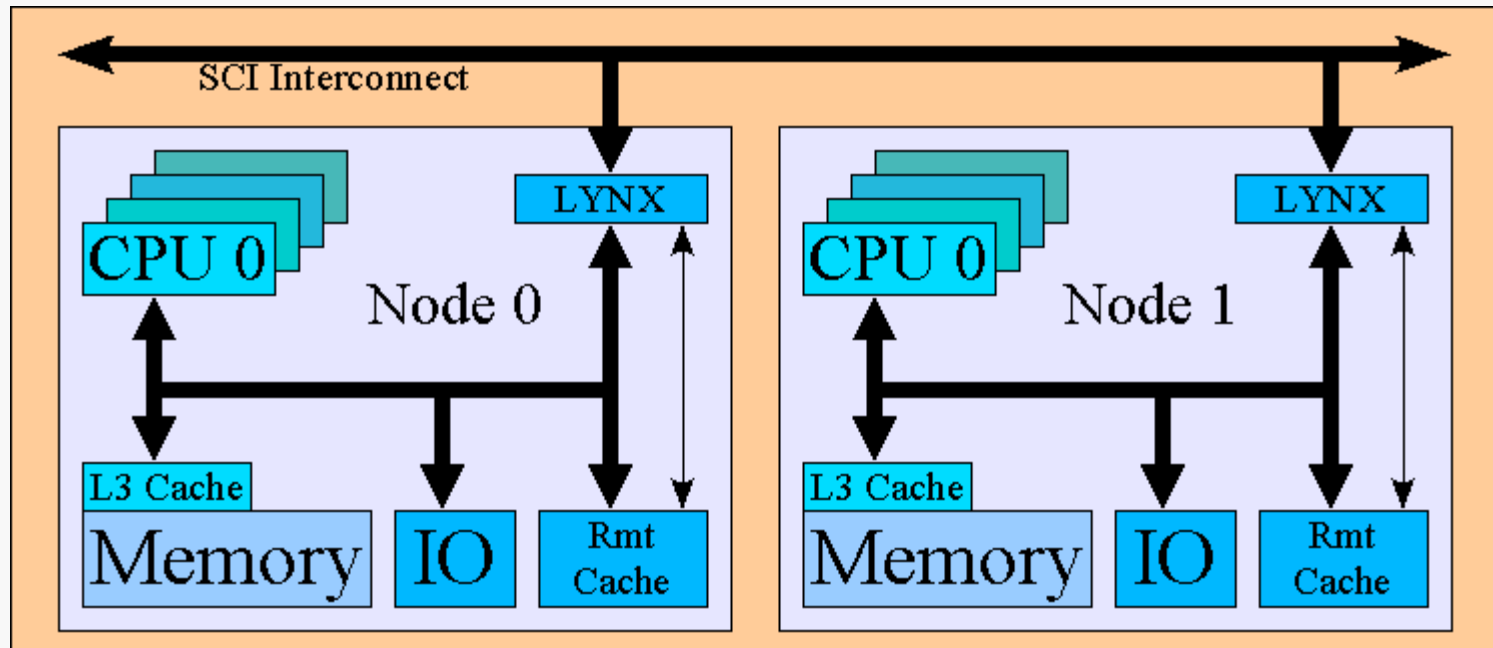 SCI Interconnect
LYNX
CPU 0
Node 0
L3 Cache
Memory
IO
Rmt
Cache
LYNX
CPU 0
Node 1
L3 Cache
Memory
IO
Rmt
Cache